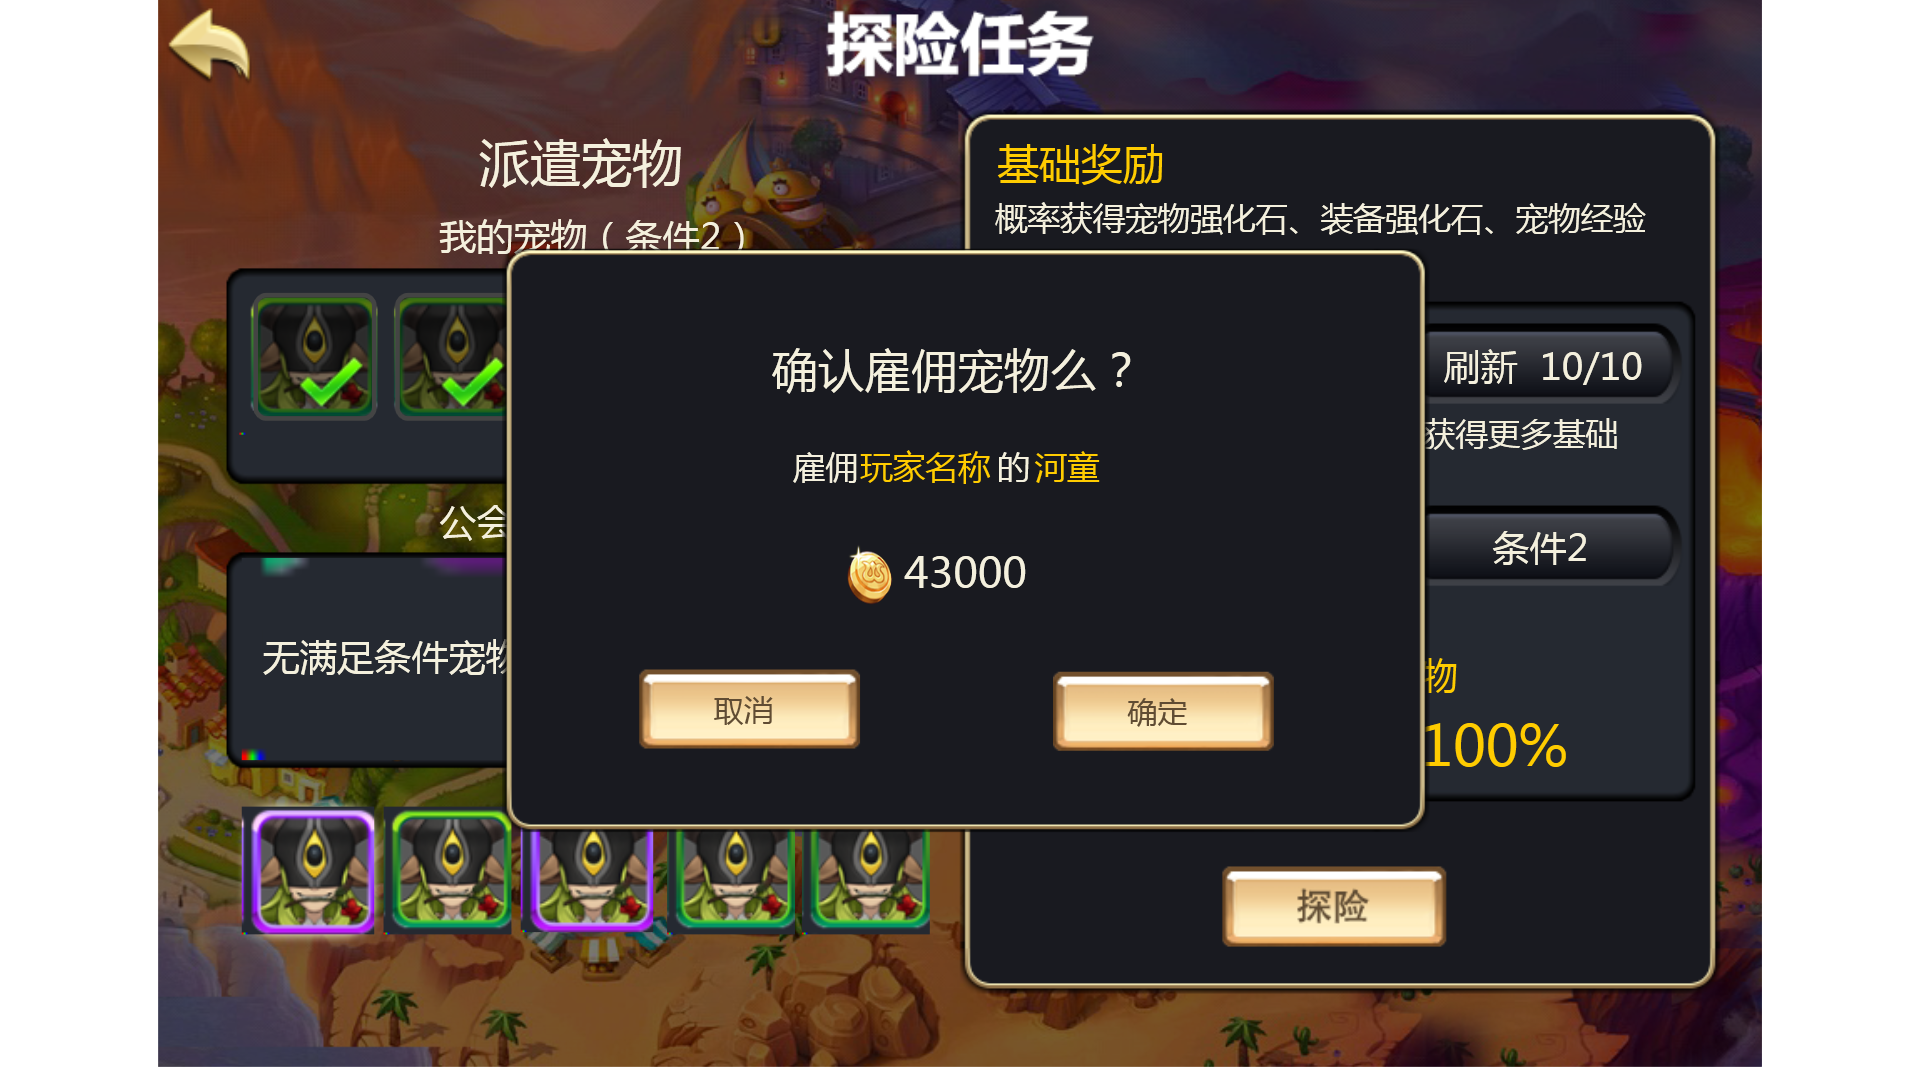 探险任务
派遣宠物
我的宠物（条件2）
公会
无满足条件宠物
基础奖励
概率获得宠物强化石、装备强化石、宠物经验
刷新 10/10
获得更多基础
条件2
物
100%
探险
确认雇佣宠物么？
雇佣玩家名称的河童
43000
取消
确定